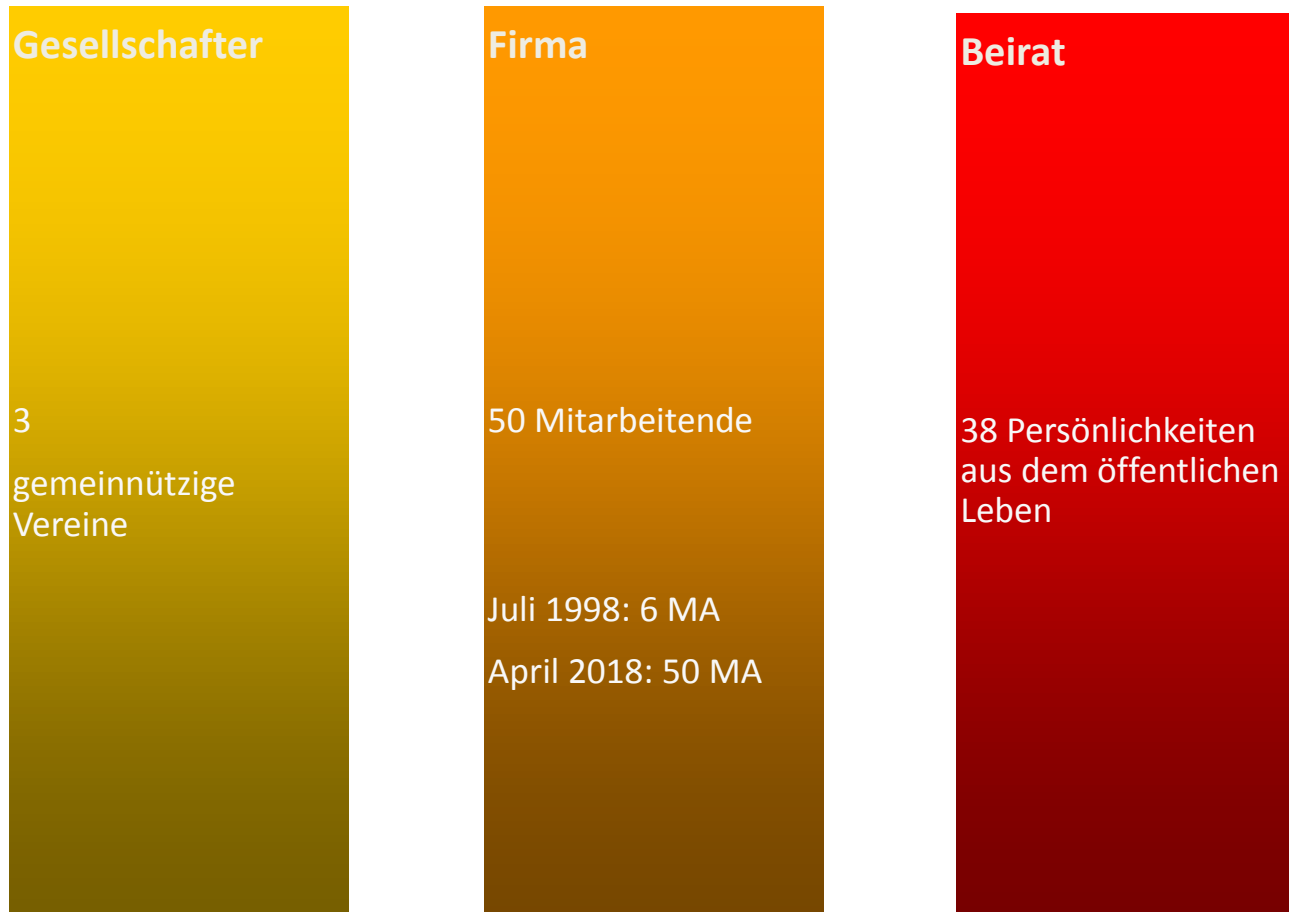 Gesellschafter
3
gemeinnützige
Vereine
Firma
50 Mitarbeitende
Juli 1998: 6 MA
April 2018: 50 MA
Beirat
38 Persönlichkeiten
aus dem öffentlichen
Leben